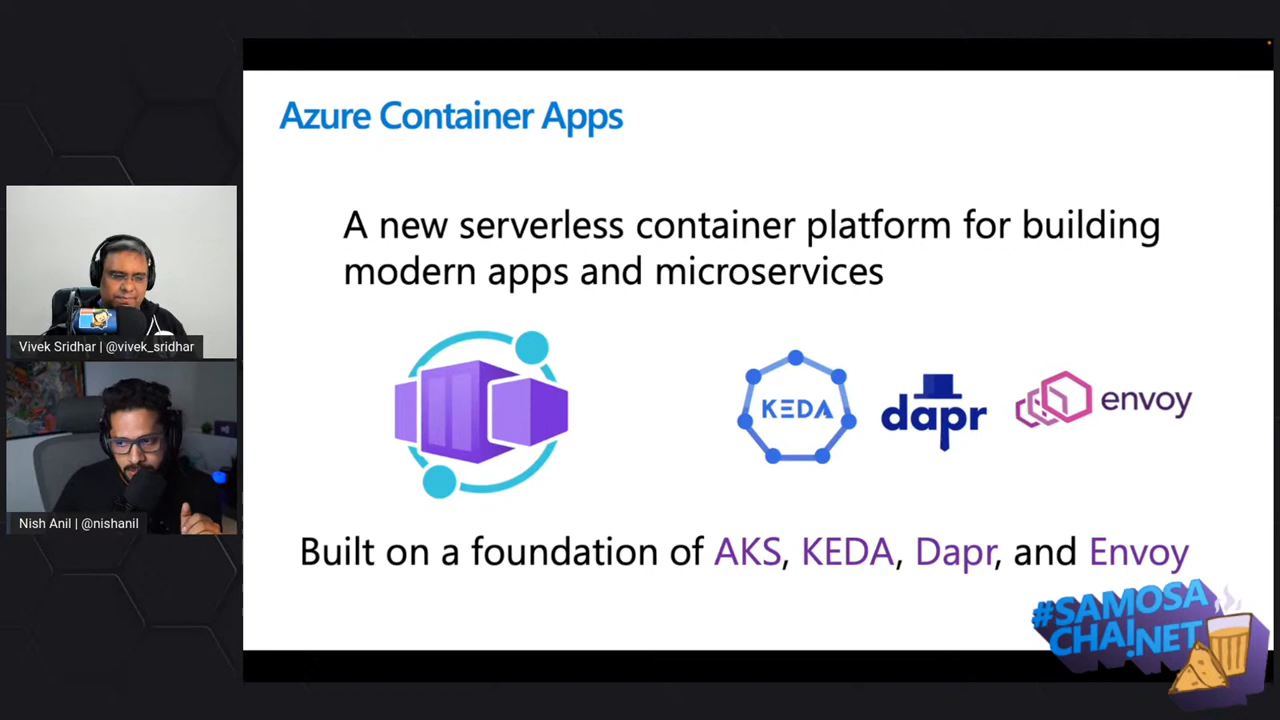 Azure Container Apps
A new serverless container platform for building
modern apps and microservices
KEDA
dapr
envoy
Built on a foundation of AKS, KEDA, Dapr, and Envoy
Vivek Sridhar | @vivek_sridhar
Nish Anil | @nishanil
#SAMOSA
CHAI.NET